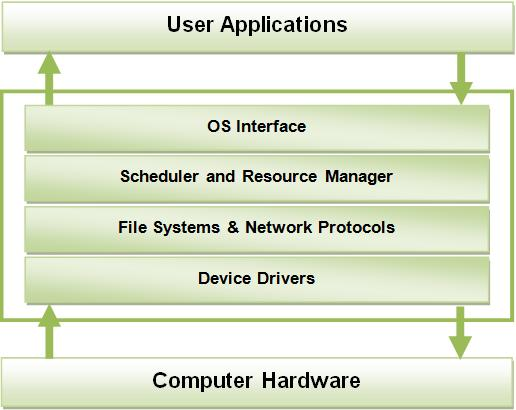 User Applications
OS Interface
Scheduler and Resource Manager
File Systems & Network Protocols
Device Drivers
Computer Hardware